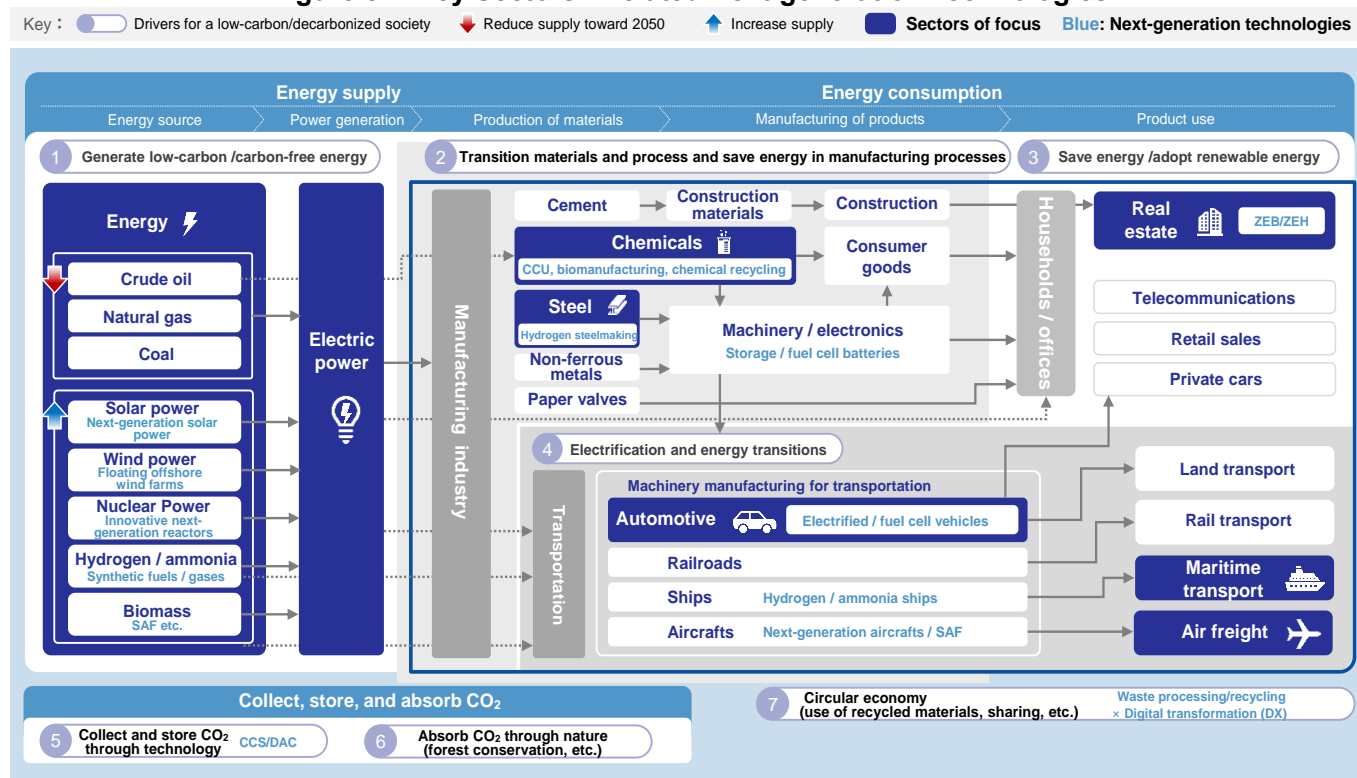 Key :
Drivers for a low-carbon/decarbonized society
Reduce supply toward 2050
Increase supply
Sectors of focus
Blue: Next-generation technologies
Energy supply
Energy consumption
Energy source
Power generation
Production of materials
Manufacturing of products
Product use
1 Generate low-carbon /carbon-free energy
2 Transition materials and process and save energy in manufacturing processes
3 Save energy /adopt renewable energy
Energy
Crude oil
Natural gas
Coal
Solar power
Next-generation solar
power
Wind power
Floating offshore
wind farms
Nuclear Power
Innovative next-
generation reactors
Hydrogen / ammonia
Synthetic fuels / gases
Biomass
SAF etc.
Electric
power
Manufacturing industry
Cement
Construction
materials
Construction
Chemicals
CCU, biomanufacturing, chemical recycling
Consumer
goods
Steel
Hydrogen steelmaking
Machinery / electronics
Storage / fuel cell batteries
Non-ferrous
metals
Paper valves
Households / offices
Real
estate
ZEB/ZEH
Telecommunications
Retail sales
Private cars
4 Electrification and energy transitions
Transportation
Machinery manufacturing for transportation
Automotive
Electrified / fuel cell vehicles
Railroads
Ships
Hydrogen / ammonia ships
Aircrafts
Next-generation aircrafts / SAF
Land transport
Rail transport
Maritime
transport
Air freight
Collect, store, and absorb CO₂
5 Collect and store CO₂
through technology
CCS/DAC
6 Absorb CO₂ through nature
(forest conservation, etc.)
7 Circular economy
(use of recycled materials, sharing, etc.)
Waste processing/recycling
× Digital transformation (DX)